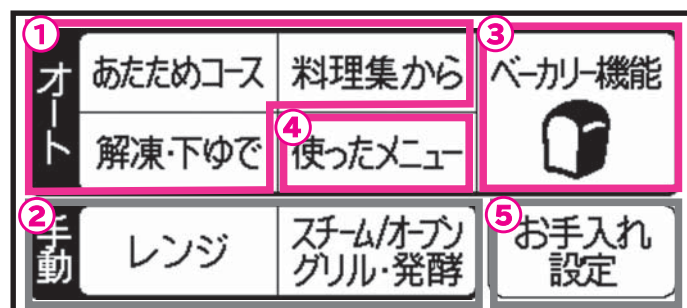 ①
オート
あたためコース
料理集から
③
ベーカリー機能
解凍・下ゆで
④
使ったメニュー
②
手動
レンジ
スチーム/オーブン
グリル・発酵
⑤
お手入れ
設定